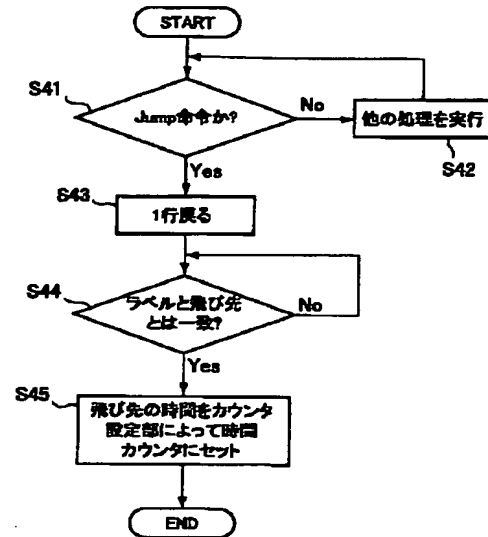 START
S41
Jump命令か?
No
他の処理を実行
S42
Yes
S43
1行戻る
S44
ラベルと飛び先
とは一致?
No
Yes
S45
飛び先の時間をカウンタ
設定部によって時間
カウンタにセット
END